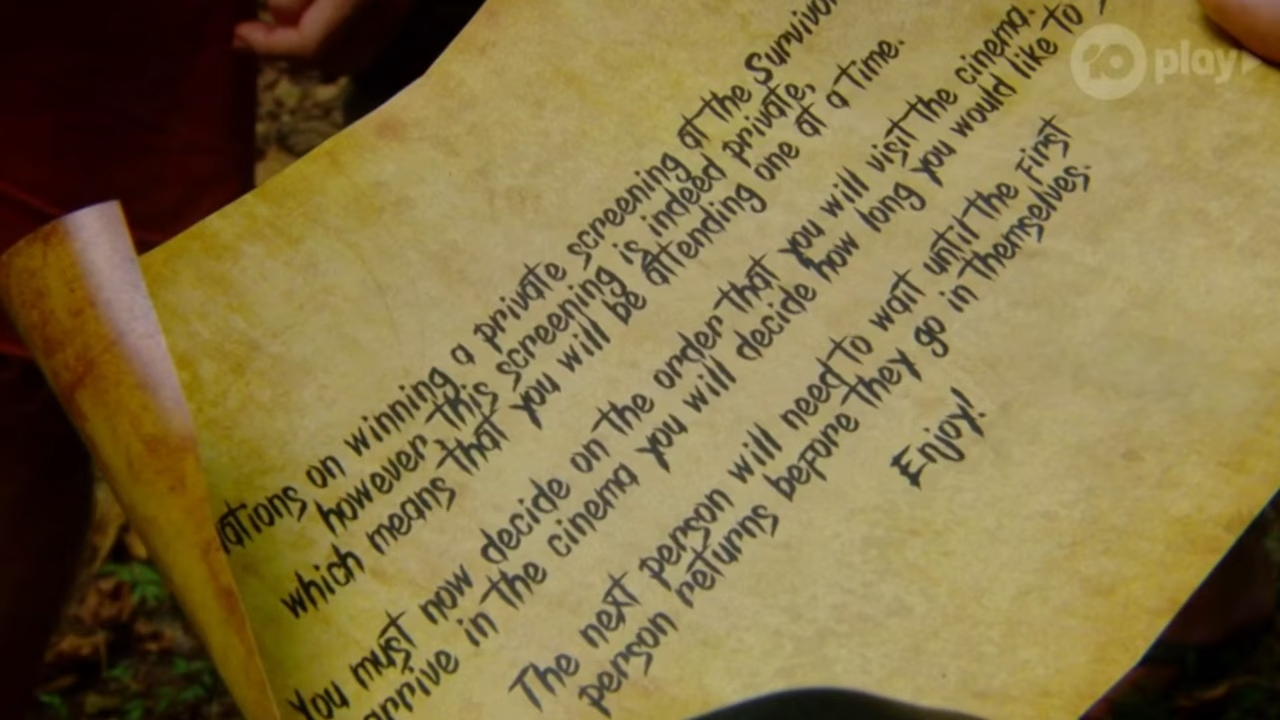 ations on winning a private screening at the Survivor
however, this screening is indeed private,
which means that you will be attending one at a time.
You must now decide on the order that you will visit the cinema.
arrive in the cinema you will decide how long you would like to
The next person will need to wait until the first
person returns before they go in themselves.
Enjoy!
10 play